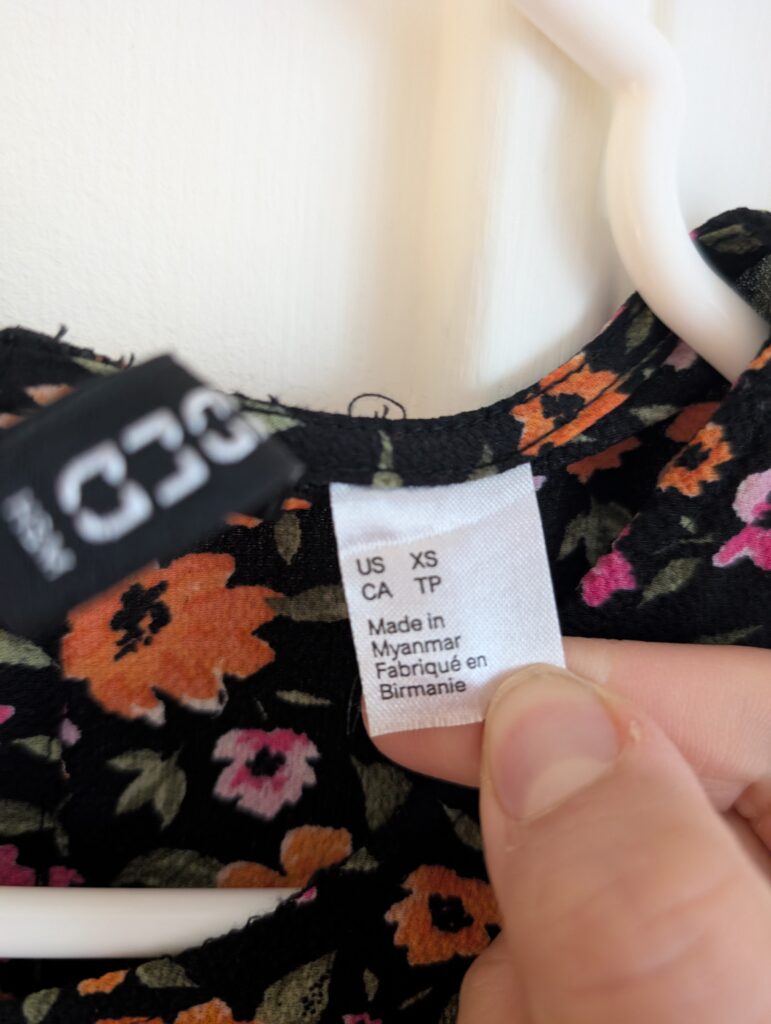 H&M
US XS
CA TP
Made in
Myanmar
Fabriqué en
Birmanie